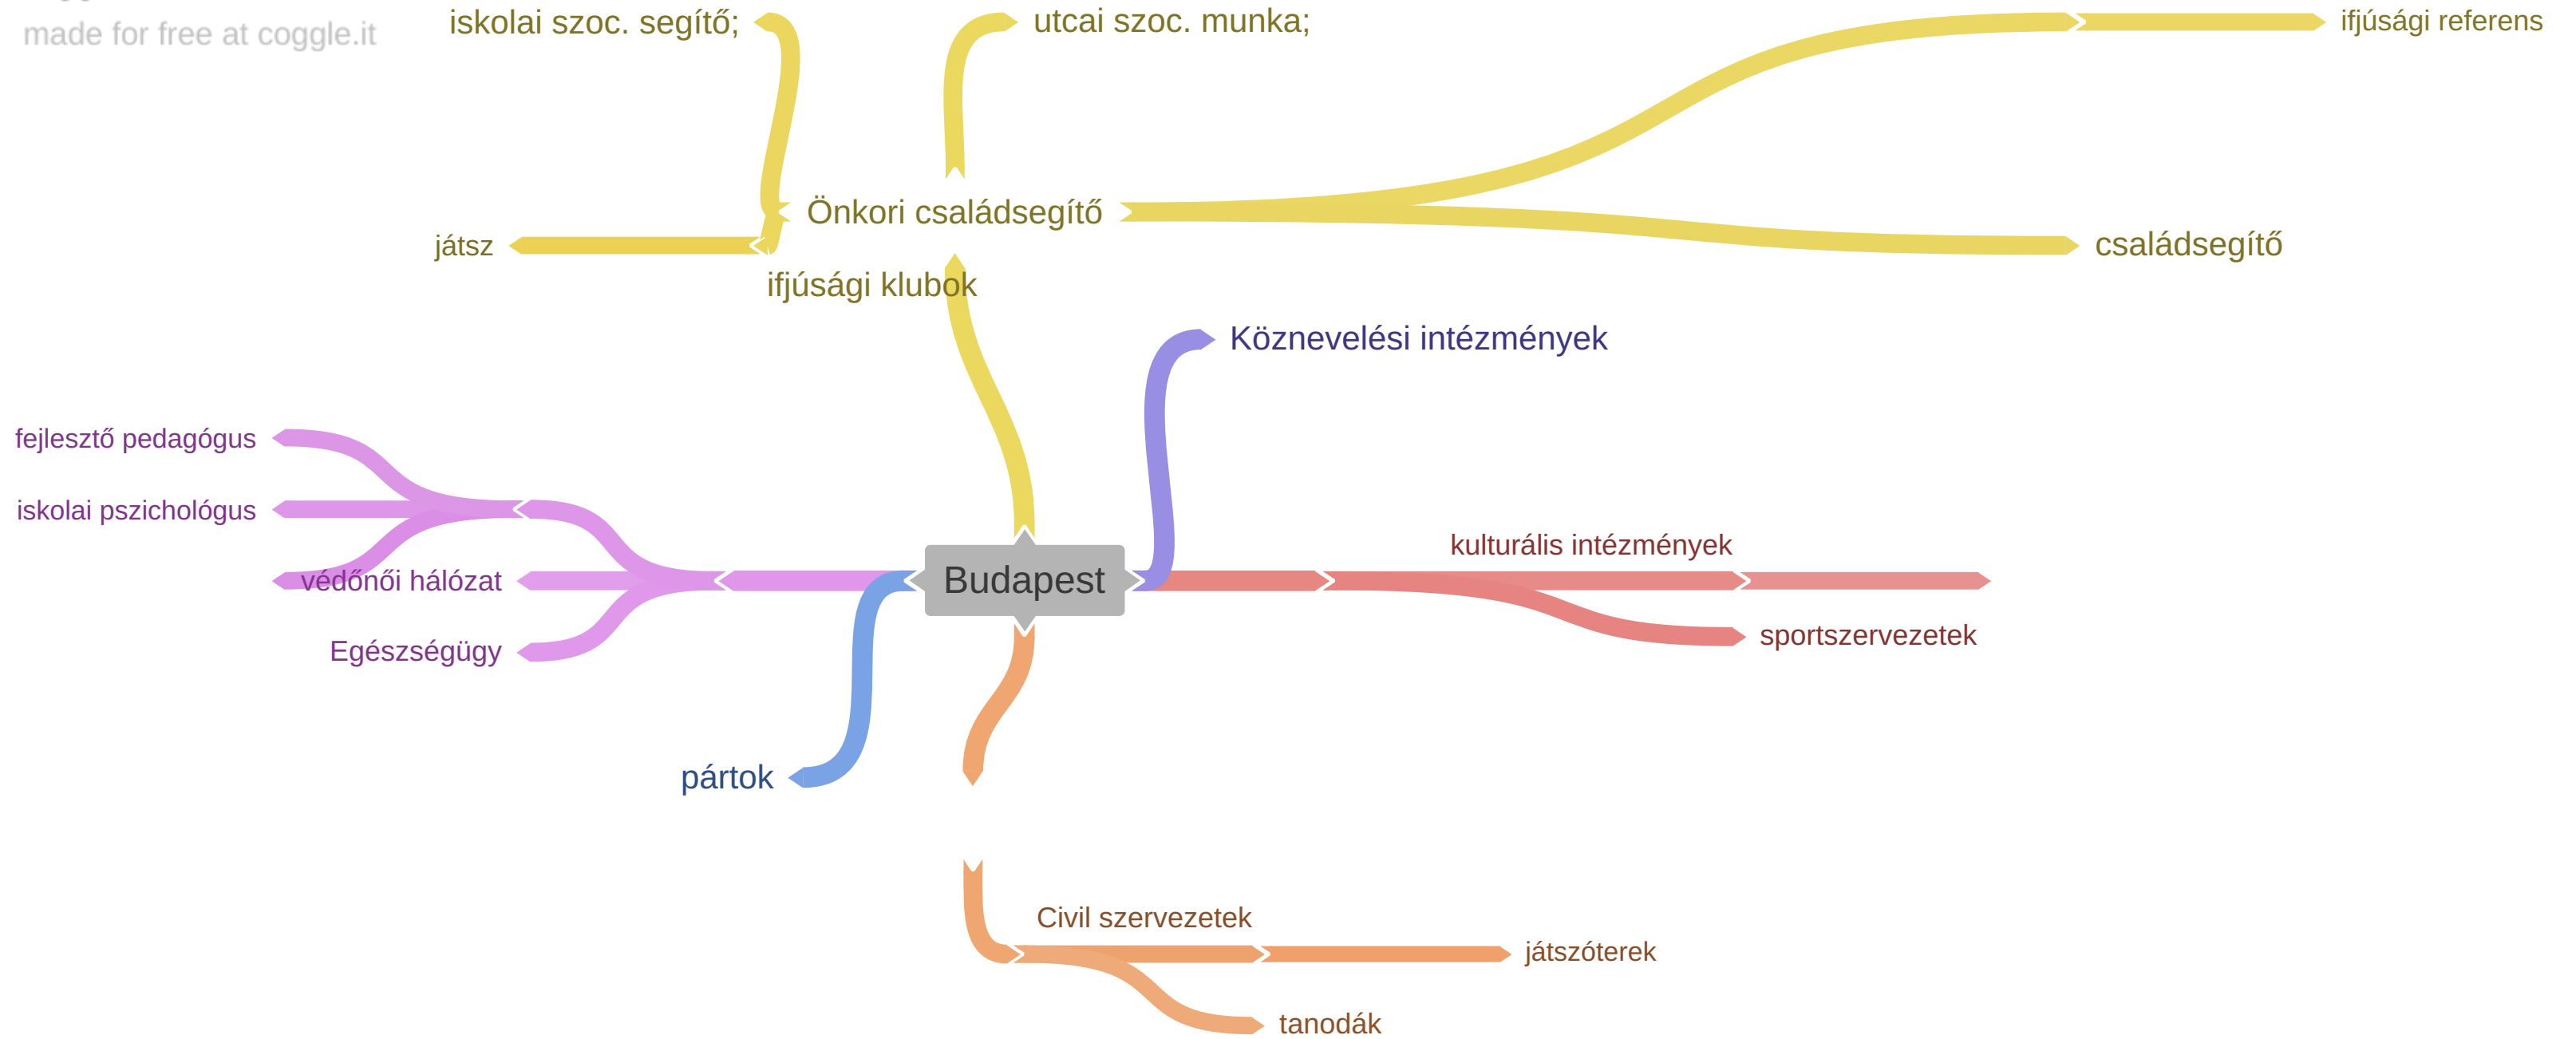 made for free at coggle.it
iskolai szoc. segítő;
utcai szoc. munka;
ifjúsági referens
Önkori családsegítő
játsz
családsegítő
ifjúsági klubok
Köznevelési intézmények
fejlesztő pedagógus
iskolai pszichológus
kulturális intézmények
védőnői hálózat
Budapest
sportszervezetek
Egészségügy
pártok
Civil szervezetek
játszóterek
tanodák